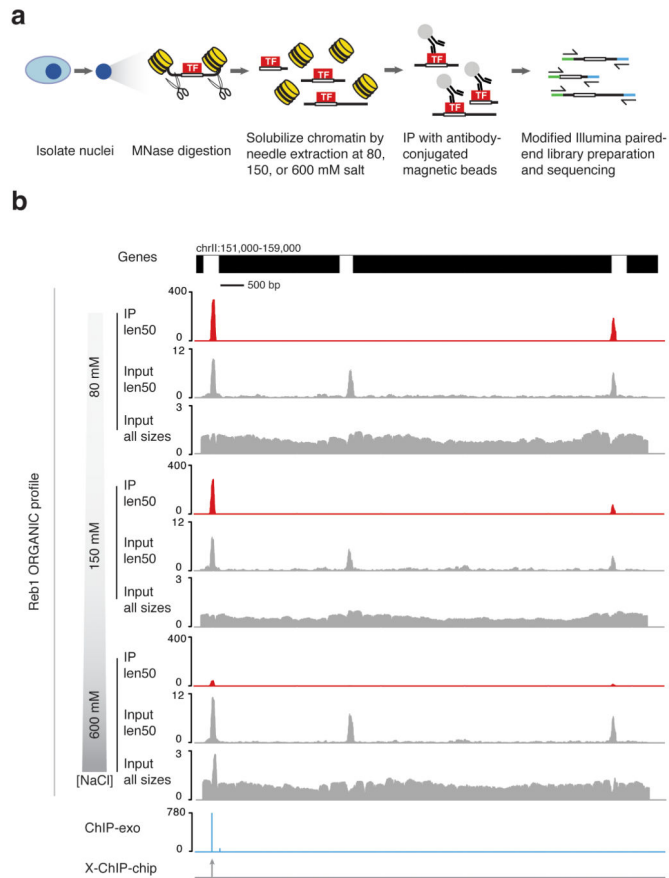 a
TF
TF
TF
TF
TF
TF
TF
TF
Isolate nuclei
MNase digestion
Solubilize chromatin by
needle extraction at 80,
150, or 600 mM salt
IP with antibody-
conjugated
magnetic beads
Modified Illumina paired-
end library preparation
and sequencing
b
Genes
chrII:151,000-159,000
500 bp
Reb1 ORGANIC profile
80 mM
IP
len50
400
0
Input
len50
12
0
Input
all sizes
3
0
150 mM
IP
len50
400
0
Input
len50
12
0
Input
all sizes
3
0
600 mM
IP
len50
400
0
Input
len50
12
0
Input
all sizes
3
0
[NaCl]
ChIP-exo
780
0
X-ChIP-chip